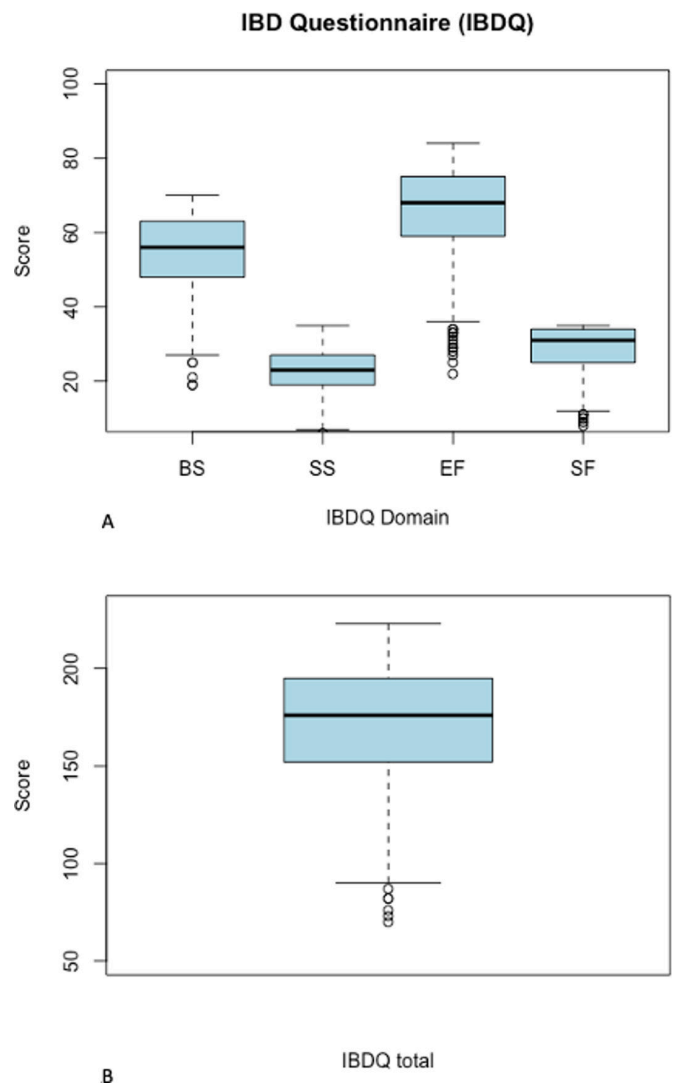 IBD Questionnaire (IBDQ)
100
80
60
40
20
Score
BS SS EF SF
A
IBDQ Domain
200
150
100
50
Score
IBDQ total
B